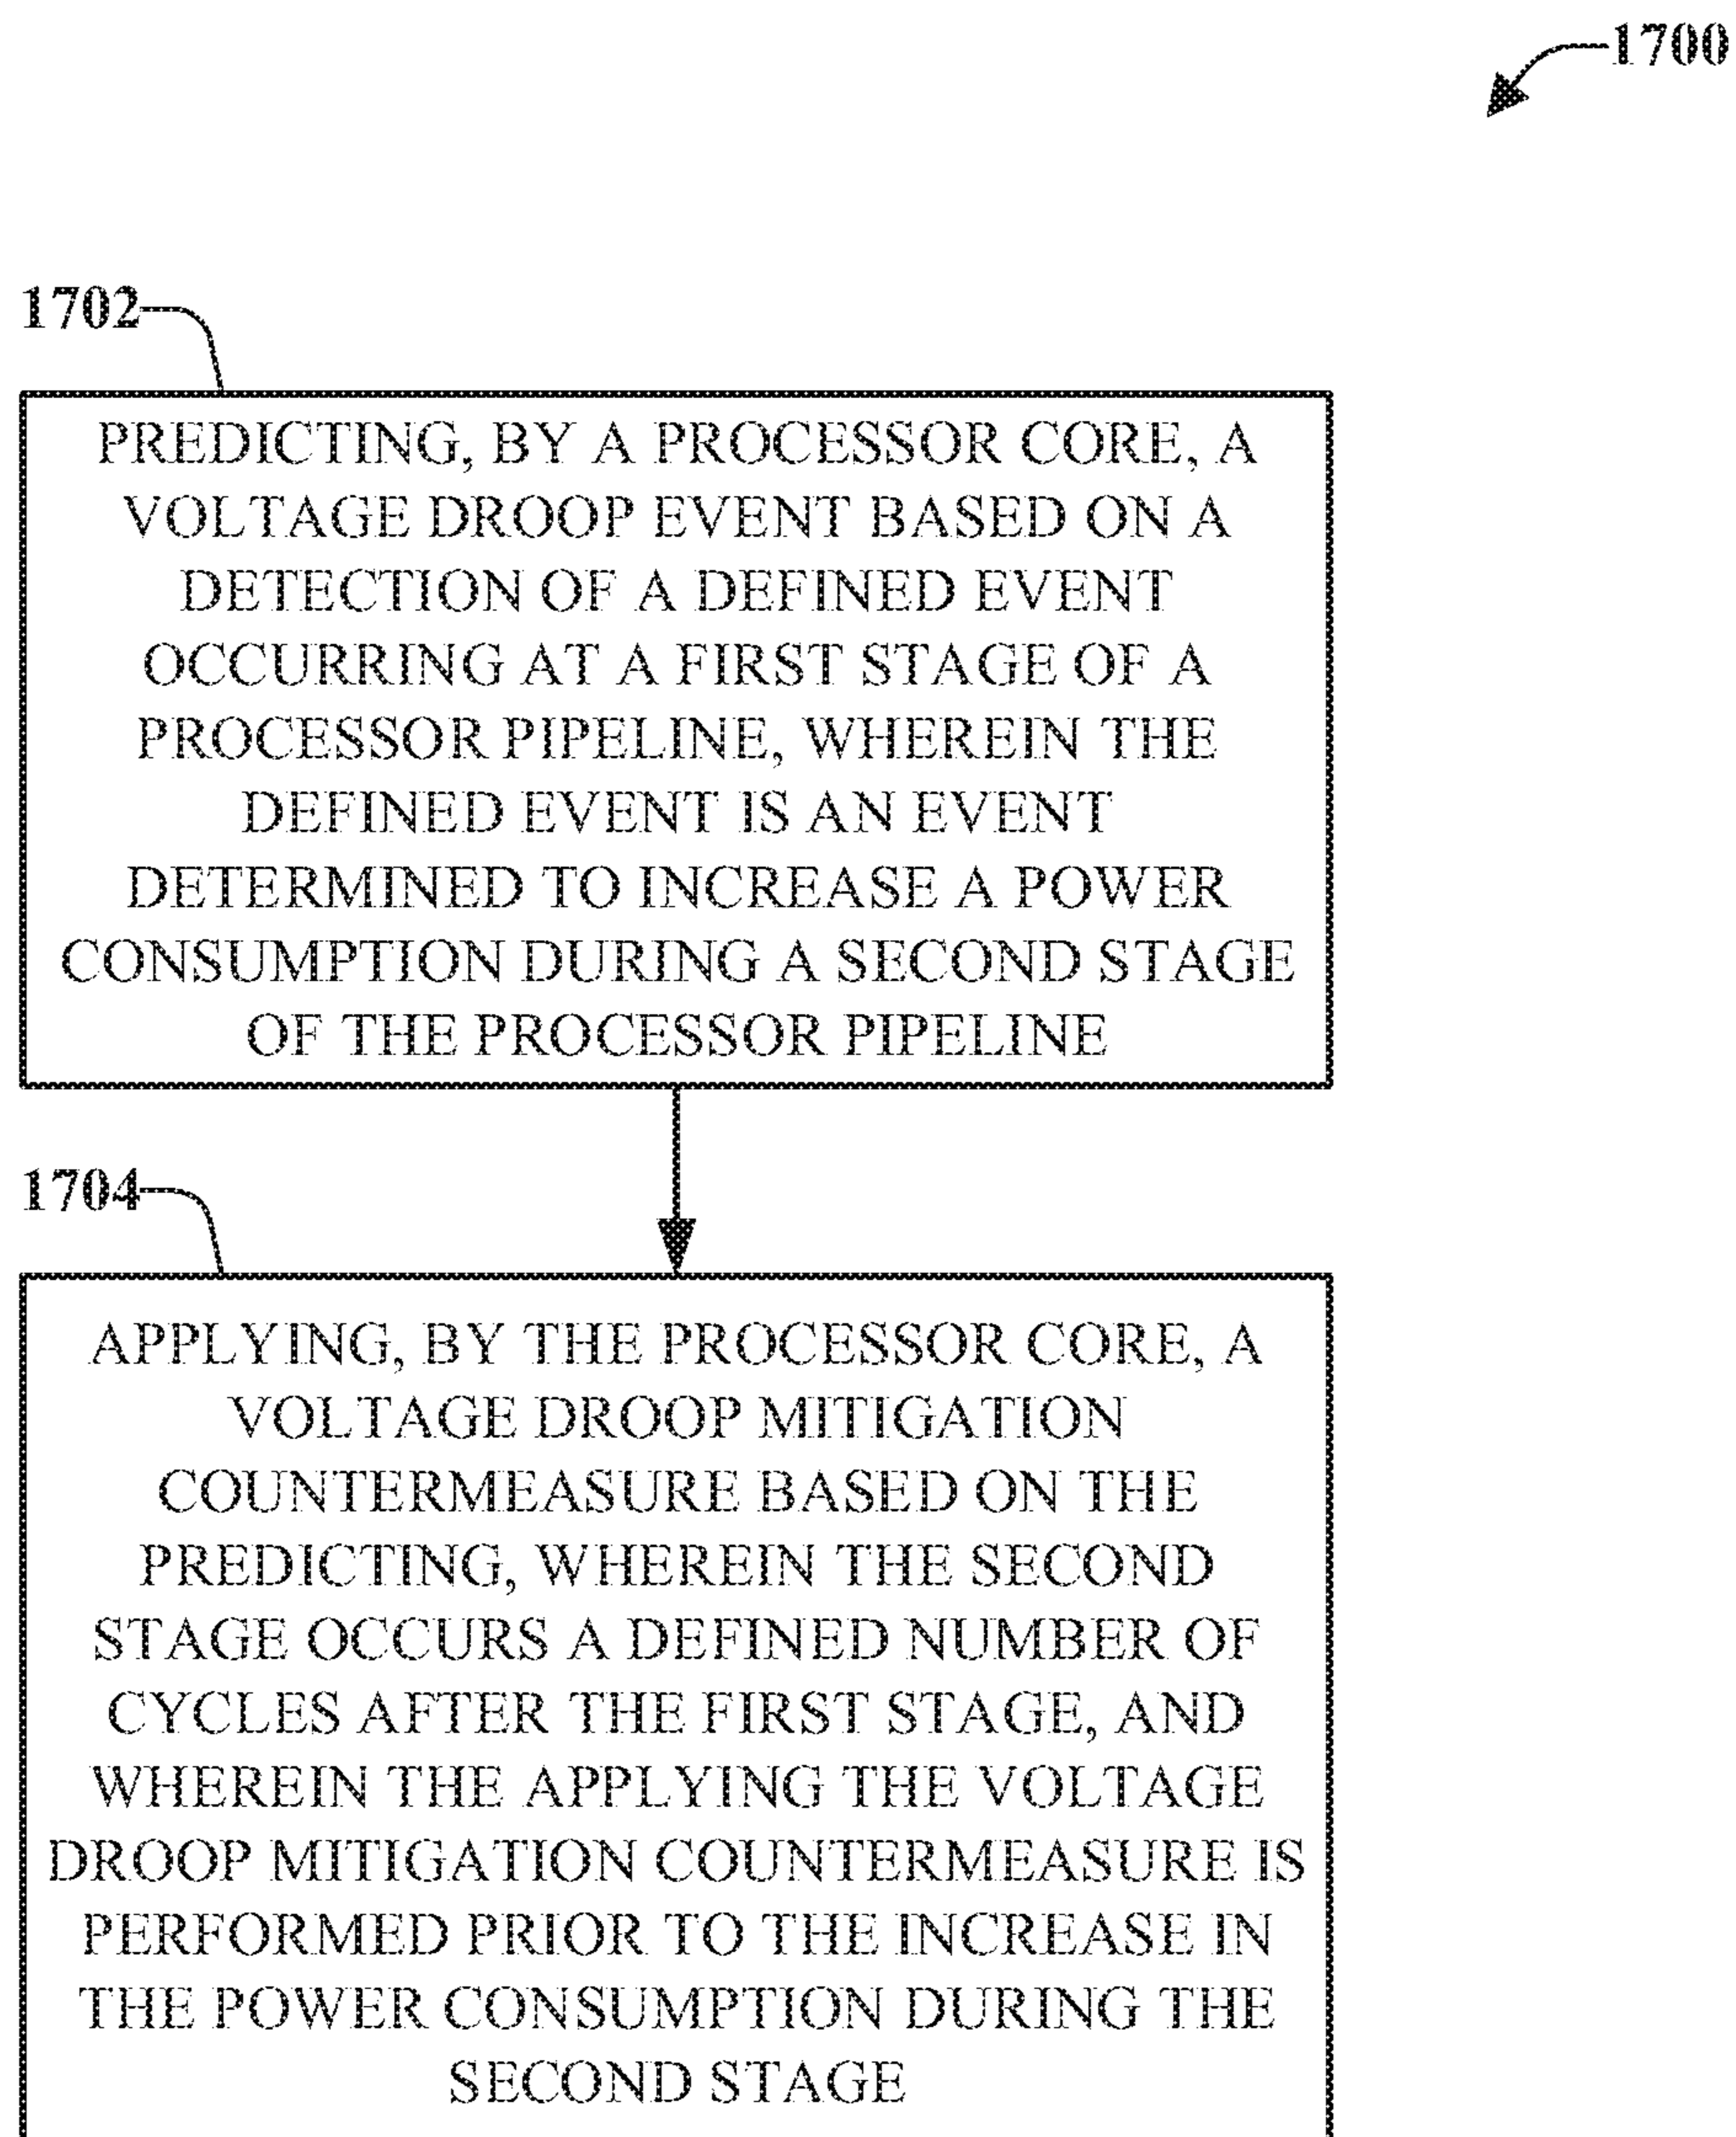 1700
1702
PREDICTING, BY A PROCESSOR CORE, A
VOLTAGE DROOP EVENT BASED ON A
DETECTION OF A DEFINED EVENT
OCCURRING AT A FIRST STAGE OF A
PROCESSOR PIPELINE, WHEREIN THE
DEFINED EVENT IS AN EVENT
DETERMINED TO INCREASE A POWER
CONSUMPTION DURING A SECOND STAGE
OF THE PROCESSOR PIPELINE
1704
APPLYING, BY THE PROCESSOR CORE, A
VOLTAGE DROOP MITIGATION
COUNTERMEASURE BASED ON THE
PREDICTING, WHEREIN THE SECOND
STAGE OCCURS A DEFINED NUMBER OF
CYCLES AFTER THE FIRST STAGE, AND
WHEREIN THE APPLYING THE VOLTAGE
DROOP MITIGATION COUNTERMEASURE IS
PERFORMED PRIOR TO THE INCREASE IN
THE POWER CONSUMPTION DURING THE
SECOND STAGE